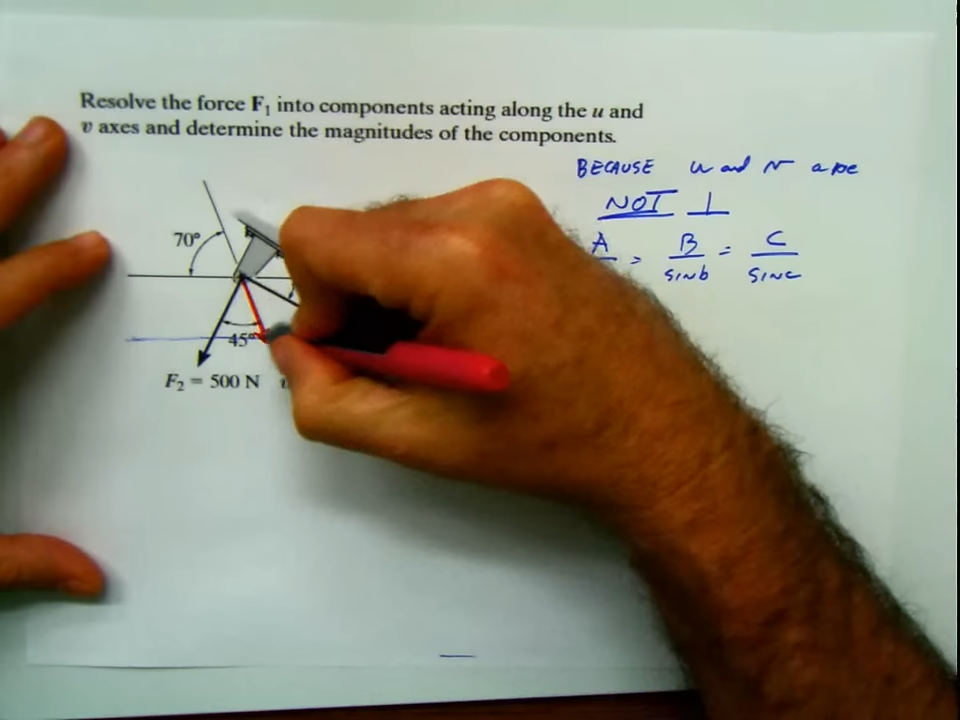 Resolve the force F₁ into components acting along the u and
v axes and determine the magnitudes of the components.
BECAUSE u and v are
NOT ⊥
A = B = C
sinb sinc
70°
45°
F₂ = 500 N